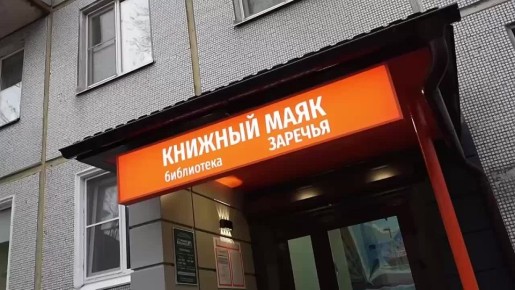 КНИЖНЫЙ МАЯК
библиотека ЗАРЕЧЬЯ